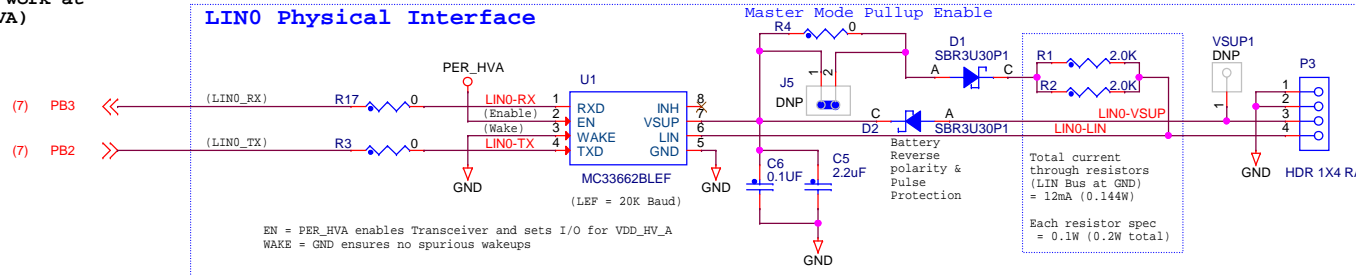 work at
VA)
LIN0 Physical Interface
Master Mode Pullup Enable
R4
0
D1
SBR3U30P1
A
C
R1
2.0K
R2
2.0K
VSUP1
DNP
1
P3
PER_HVA
U1
J5
1
2
DNP
(7) PB3
(LIN0_RX)
R17
0
LIN0-RX
1
RXD
INH
8
(Enable)
2
EN
VSUP
7
C
A
LIN0-VSUP
1
2
3
4
(Wake)
3
WAKE
LIN
6
D2
SBR3U30P1
LIN0-LIN
(7) PB2
(LIN0_TX)
R3
0
LIN0-TX
4
TXD
GND
5
Battery
Reverse
polarity &
Pulse
Protection
MC33662BLEF
(LEF = 20K Baud)
GND
GND
C6
0.1UF
C5
2.2uF
GND
Total current
through resistors
(LIN Bus at GND)
= 12mA (0.144W)
Each resistor spec
= 0.1W (0.2W total)
GND
HDR 1X4 RA
EN = PER_HVA enables Transceiver and sets I/O for VDD_HV_A
WAKE = GND ensures no spurious wakeups